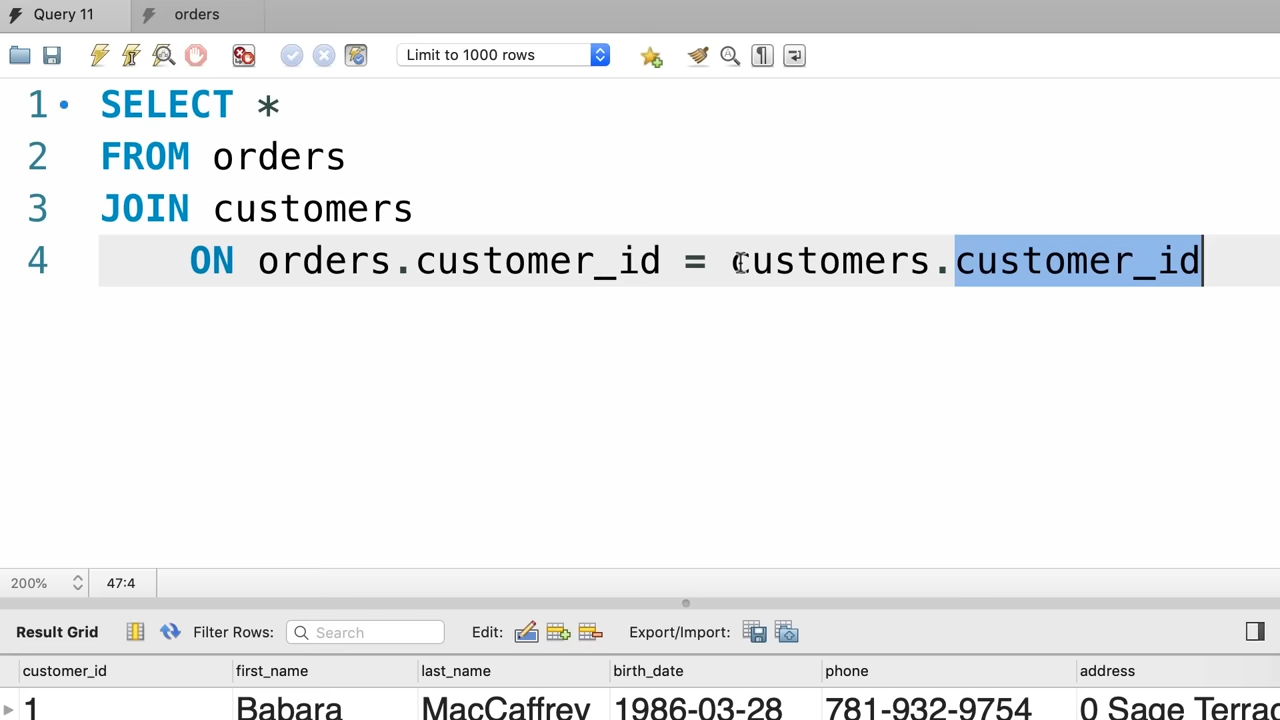 Query 11
orders
Limit to 1000 rows
1 SELECT *
2 FROM orders
3 JOIN customers
4 ON orders.customer_id = customers.customer_id
200% 47:4
Result Grid Filter Rows: Search Edit: Export/Import:
customer_id first_name last_name birth_date phone address
1 Babara MacCaffrey 1986-03-28 781-932-9754 0 Sage Terrac